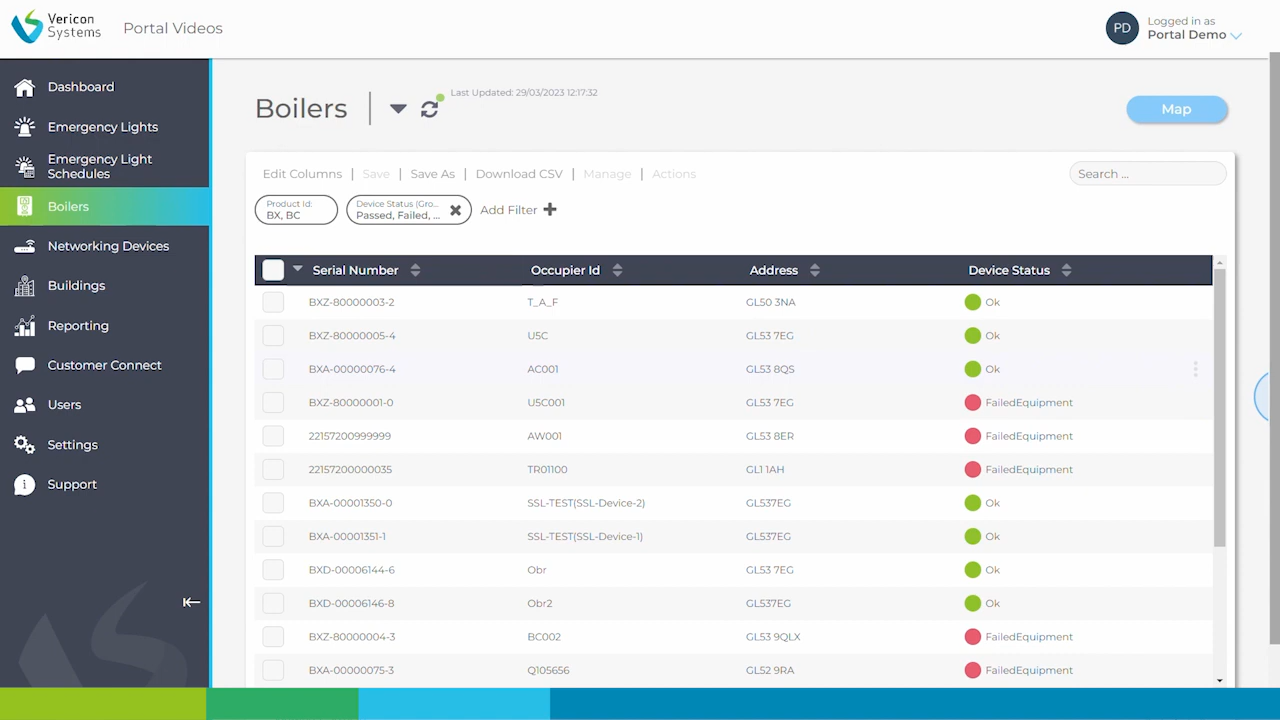 Vericon
Systems
Portal Videos
PD
Logged in as
Portal Demo
Dashboard
Emergency Lights
Emergency Light
Schedules
Boilers
Networking Devices
Buildings
Reporting
Customer Connect
Users
Settings
Support
Boilers
Last Updated: 29/03/2023 12:17:32
Map
Edit Columns | Save | Save As | Download CSV | Manage | Actions
Search ...
Product Id:
BX, BC
Device Status (Gro...
Passed, Failed, ...
Add Filter
Serial Number Occupier Id Address Device Status
BXZ-80000003-2 T_A_F GL50 3NA Ok
BXZ-80000005-4 U5C GL53 7EG Ok
BXA-00000076-4 AC001 GL53 8QS Ok
BXZ-80000001-0 U5C001 GL53 7EG FailedEquipment
22157200999999 AW001 GL53 8ER FailedEquipment
22157200000035 TR01100 GL1 1AH FailedEquipment
BXA-00001350-0 SSL-TEST(SSL-Device-2) GL537EG Ok
BXA-00001351-1 SSL-TEST(SSL-Device-1) GL537EG Ok
BXD-00006144-6 Obr GL53 7EG Ok
BXD-00006146-8 Obr2 GL537EG Ok
BXZ-80000004-3 BC002 GL53 9QLX FailedEquipment
BXA-00000075-3 Q105656 GL52 9RA FailedEquipment